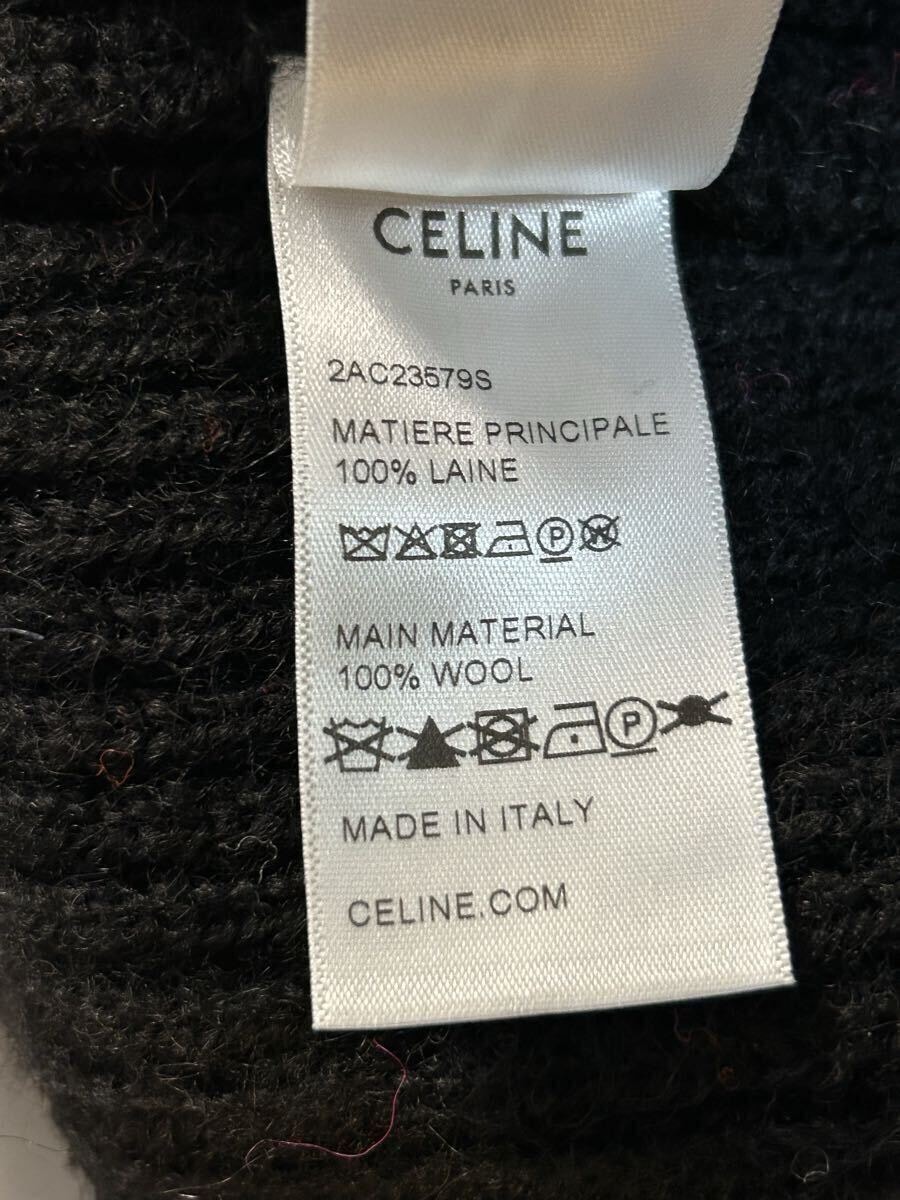 CELINE
PARIS
2AC23579S
MATIERE PRINCIPALE
100% LAINE
P W
MAIN MATERIAL
100% WOOL
P
MADE IN ITALY
CELINE.COM